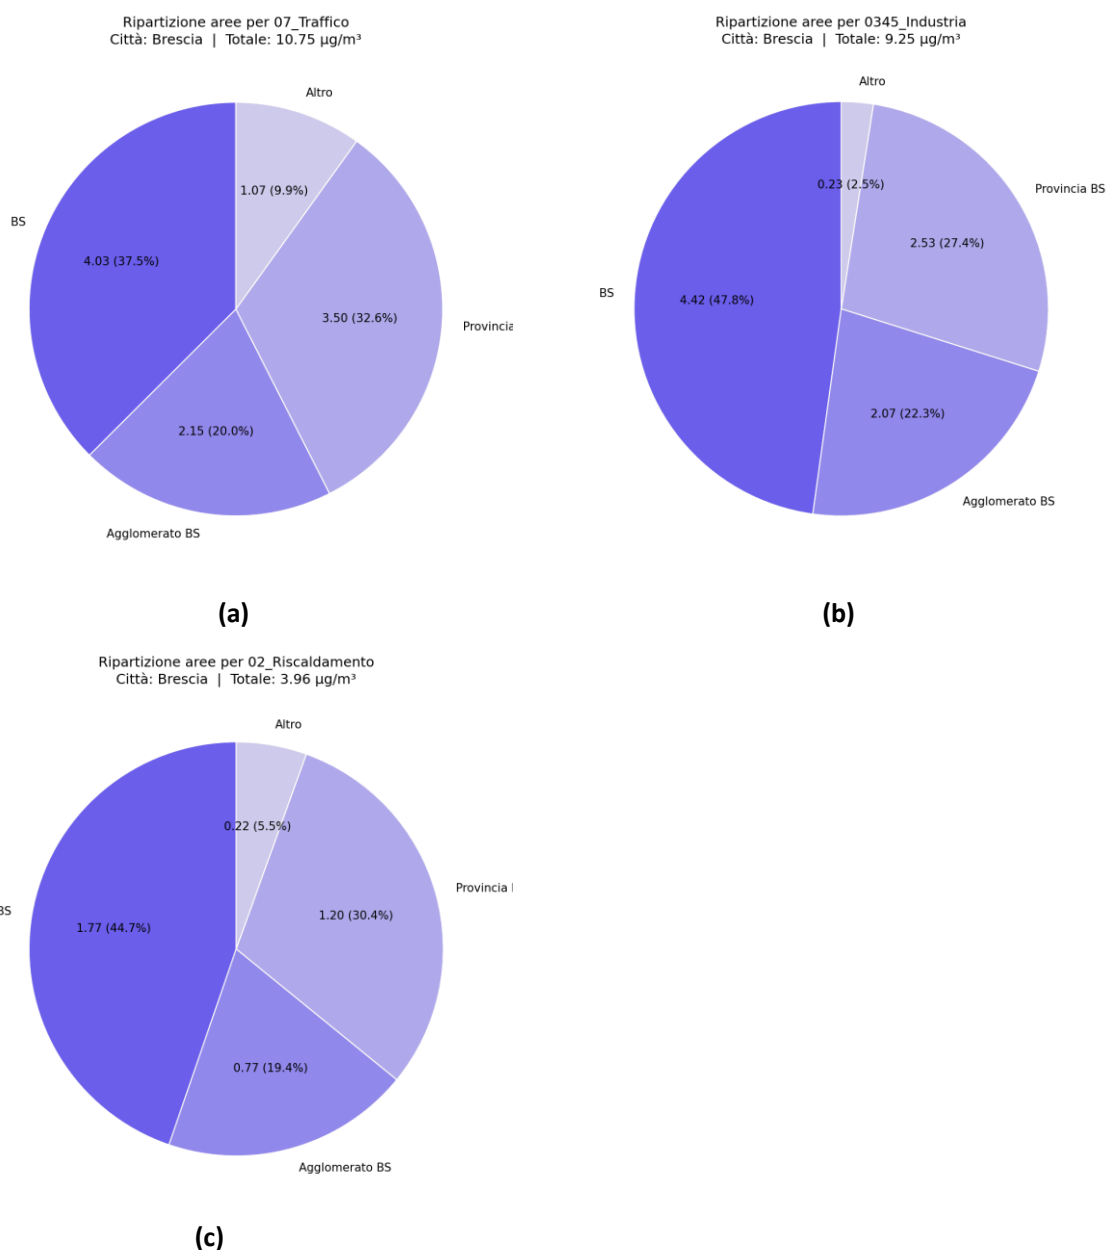 Ripartizione aree per 07_Traffico
Città: Brescia | Totale: 10.75 µg/m³
Altro
1.07 (9.9%)
BS
4.03 (37.5%)
3.50 (32.6%)
Provincia
2.15 (20.0%)
Agglomerato BS
(a)
Ripartizione aree per 0345_Industria
Città: Brescia | Totale: 9.25 µg/m³
Altro
0.23 (2.5%)
Provincia BS
2.53 (27.4%)
BS
4.42 (47.8%)
2.07 (22.3%)
Agglomerato BS
(b)
Ripartizione aree per 02_Riscaldamento
Città: Brescia | Totale: 3.96 µg/m³
Altro
0.22 (5.5%)
Provincia
BS
1.20 (30.4%)
1.77 (44.7%)
0.77 (19.4%)
Agglomerato BS
(c)